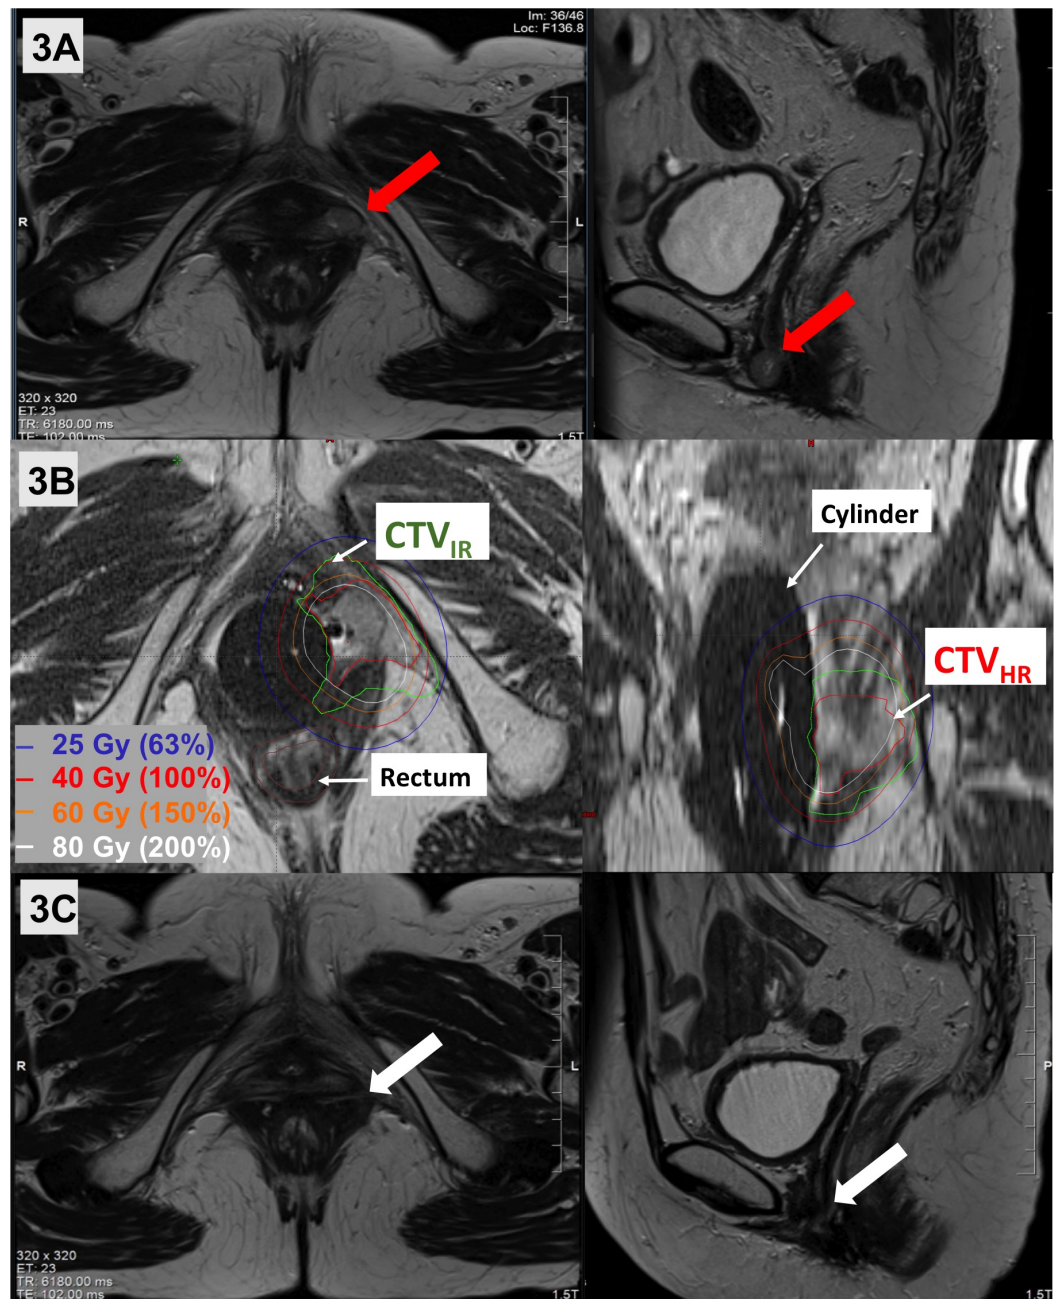 3A
Im: 36/46
Loc: F136.8
R
L
320 x 320
ET: 23
TR: 6180.00 ms
TE: 102.00 ms
1.5T
3B
CTVIR
Cylinder
CTVHR
Rectum
25 Gy (63%)
40 Gy (100%)
60 Gy (150%)
80 Gy (200%)
3C
R
L
P
320 x 320
ET: 23
TR: 6180.00 ms
TE: 102.00 ms
1.5T
1.5T